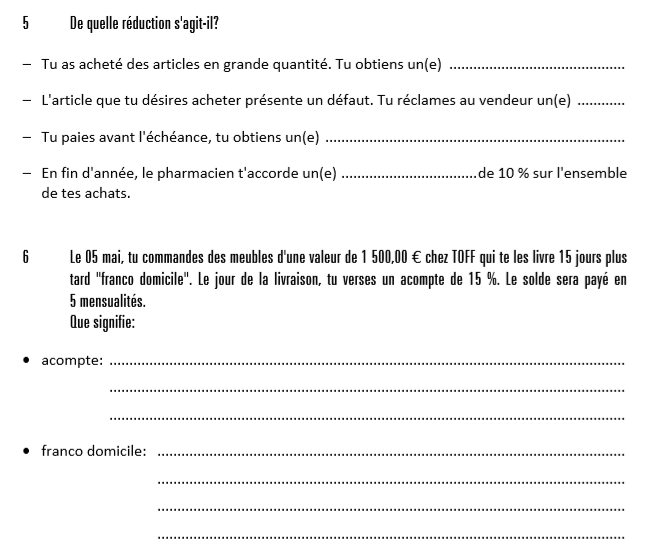 5 De quelle réduction s'agit-il?
– Tu as acheté des articles en grande quantité. Tu obtiens un(e) ............................................
– L'article que tu désires acheter présente un défaut. Tu réclames au vendeur un(e) ............
– Tu paies avant l'échéance, tu obtiens un(e) ...........................................................................
– En fin d'année, le pharmacien t'accorde un(e) ..................................de 10 % sur l'ensemble
de tes achats.
6 Le 05 mai, tu commandes des meubles d'une valeur de 1 500,00 € chez TOFF qui te les livre 15 jours plus
tard "franco domicile". Le jour de la livraison, tu verses un acompte de 15 %. Le solde sera payé en
5 mensualités.
Que signifie:
• acompte: .................................................................................................................................
.................................................................................................................................
.................................................................................................................................
• franco domicile: .....................................................................................................................
.....................................................................................................................
.....................................................................................................................
.....................................................................................................................